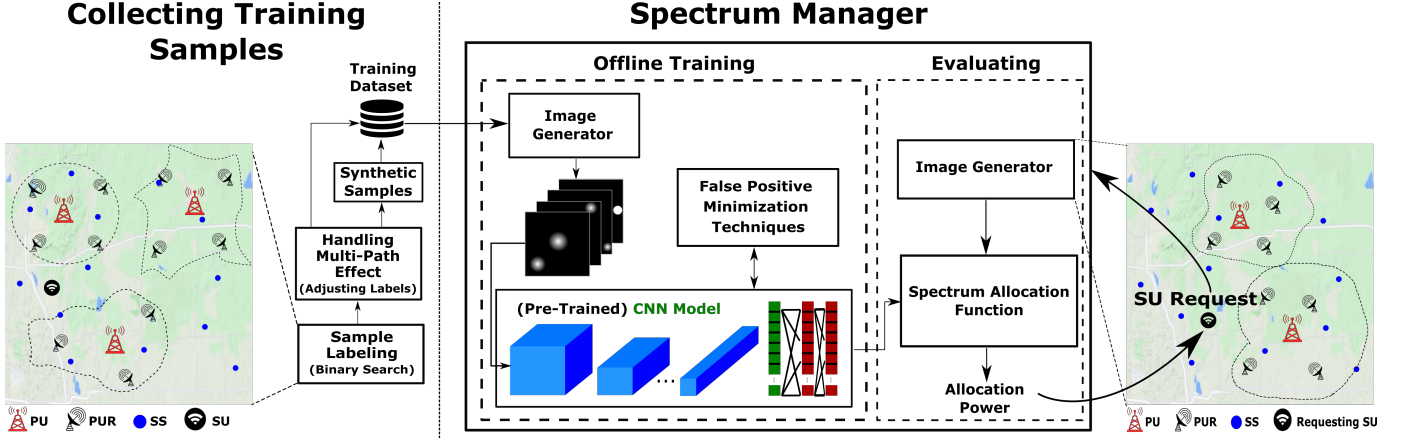 Collecting Training
Samples
Training
Dataset
Synthetic
Samples
Handling
Multi-Path
Effect
(Adjusting Labels)
Sample
Labeling
(Binary Search)
PU
PUR
SS
SU
Spectrum Manager
Offline Training
Image
Generator
False Positive
Minimization
Techniques
(Pre-Trained) CNN Model
...
Evaluating
Image Generator
Spectrum Allocation
Function
Allocation
Power
SU Request
PU
PUR
SS
Requesting SU